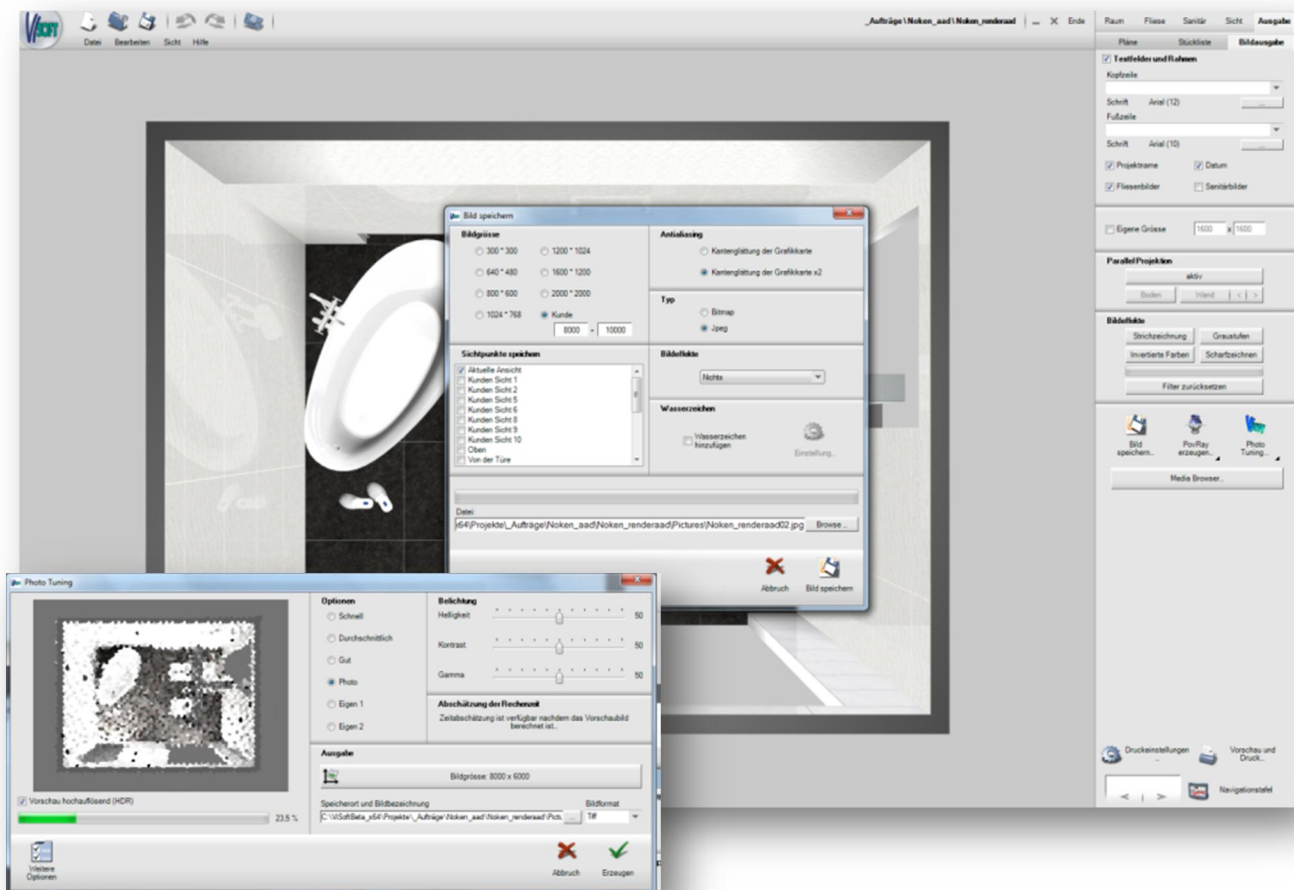 ViSOFT
_Aufträge\Noken_aad\Noken_renderaad
Ende
Datei Bearbeiten Sicht Hilfe
Raum Fliese Sanitär Sicht Ausgabe
Pläne Stückliste Bildausgabe
Textfelder und Rahmen
Kopfzeile
Schrift Arial (12) ...
Fußzeile
Schrift Arial (10) ...
Projektname Datum
Fliesenbilder Sanitärbilder
Eigene Grösse 1600 x 1600
Parallel Projektion
aktiv
Boden Wand < | >
Bildeffekte
Strichzeichnung Graustufen
Invertierte Farben Scharfzeichnen
Filter zurücksetzen
Bild speichern.. PovRay erzeugen.. Photo Tuning..
Media Browser..
Druckeinstellungen .. Vorschau und Druck..
< | > Navigationstafel
Bild speichern
Bildgrösse
300 * 300 1200 * 1024
640 * 480 1600 * 1200
800 * 600 2000 * 2000
1024 * 768 Kunde
8000 * 10000
Antialiasing
Kantenglättung der Grafikkarte
Kantenglättung der Grafikkarte x2
Typ
Bitmap
Jpeg
Sichtpunkte speichern
Aktuelle Ansicht
Kunden Sicht 1
Kunden Sicht 2
Kunden Sicht 5
Kunden Sicht 6
Kunden Sicht 8
Kunden Sicht 9
Kunden Sicht 10
Oben
Von der Türe
Bildeffekte
Nichts
Wasserzeichen
Wasserzeichen
hinzufügen
Einstellung..
Datei
x64\Projekte\_Aufträge\Noken_aad\Noken_renderaad\Pictures\Noken_renderaad02.jpg Browse ..
Abbruch Bild speichern
Photo Tuning
Optionen
Schnell
Durchschnittlich
Gut
Photo
Eigen 1
Eigen 2
Belichtung
Helligkeit 50
Kontrast 50
Gamma 50
Abschätzung der Rechenzeit
Zeitabschätzung ist verfügbar nachdem das Vorschaubild
berechnet ist..
Ausgabe
Bildgrösse: 8000 x 6000
Vorschau hochauflösend (HDR)
23.5 %
Speicherort und Bildbezeichnung Bildformat
C:\ViSoftBeta_x64\Projekte\_Aufträge\Noken_aad\Noken_renderaad\Pictu ... Tiff
Weitere
Optionen
Abbruch Erzeugen